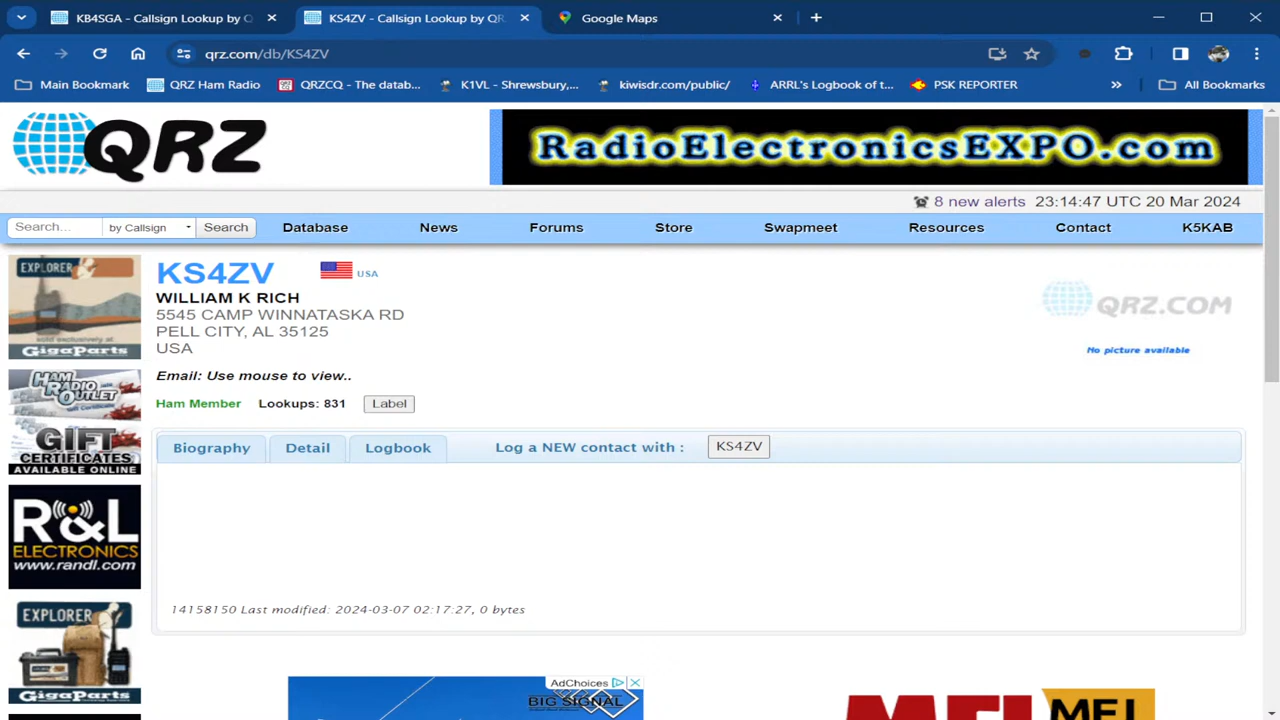 KB4SGA - Callsign Lookup by Q
KS4ZV - Callsign Lookup by QR
Google Maps
qrz.com/db/KS4ZV
Main Bookmark
QRZ Ham Radio
QRZCQ - The datab...
K1VL - Shrewsbury,...
kiwisdr.com/public/
ARRL's Logbook of t...
PSK REPORTER
»
All Bookmarks
QRZ
RadioElectronicsEXPO.com
8 new alerts 23:14:47 UTC 20 Mar 2024
Search...
by Callsign
Search
Database
News
Forums
Store
Swapmeet
Resources
Contact
K5KAB
EXPLORER
sold exclusively at
GigaParts
KS4ZV
USA
WILLIAM K RICH
5545 CAMP WINNATASKA RD
PELL CITY, AL 35125
USA
QRZ.COM
No picture available
Email: Use mouse to view..
Ham Member
Lookups: 831
Label
HAM RADIO OUTLET
GIFT
CERTIFICATES
AVAILABLE ONLINE
Biography
Detail
Logbook
Log a NEW contact with :
KS4ZV
R&L
ELECTRONICS
www.randl.com
14158150 Last modified: 2024-03-07 02:17:27, 0 bytes
EXPLORER
GigaParts
AdChoices
BIG SIGNAL
MFJ
MFJ